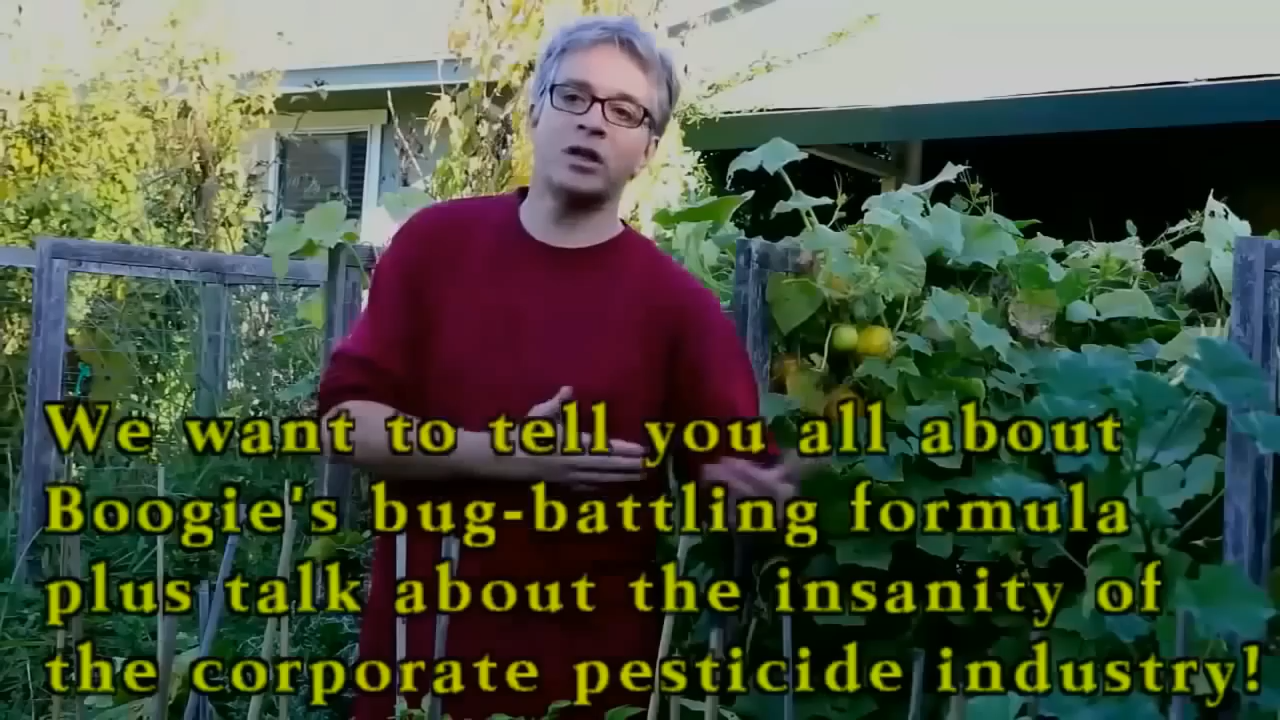 We want to tell you all about
Boogie's bug-battling formula
plus talk about the insanity of
the corporate pesticide industry!